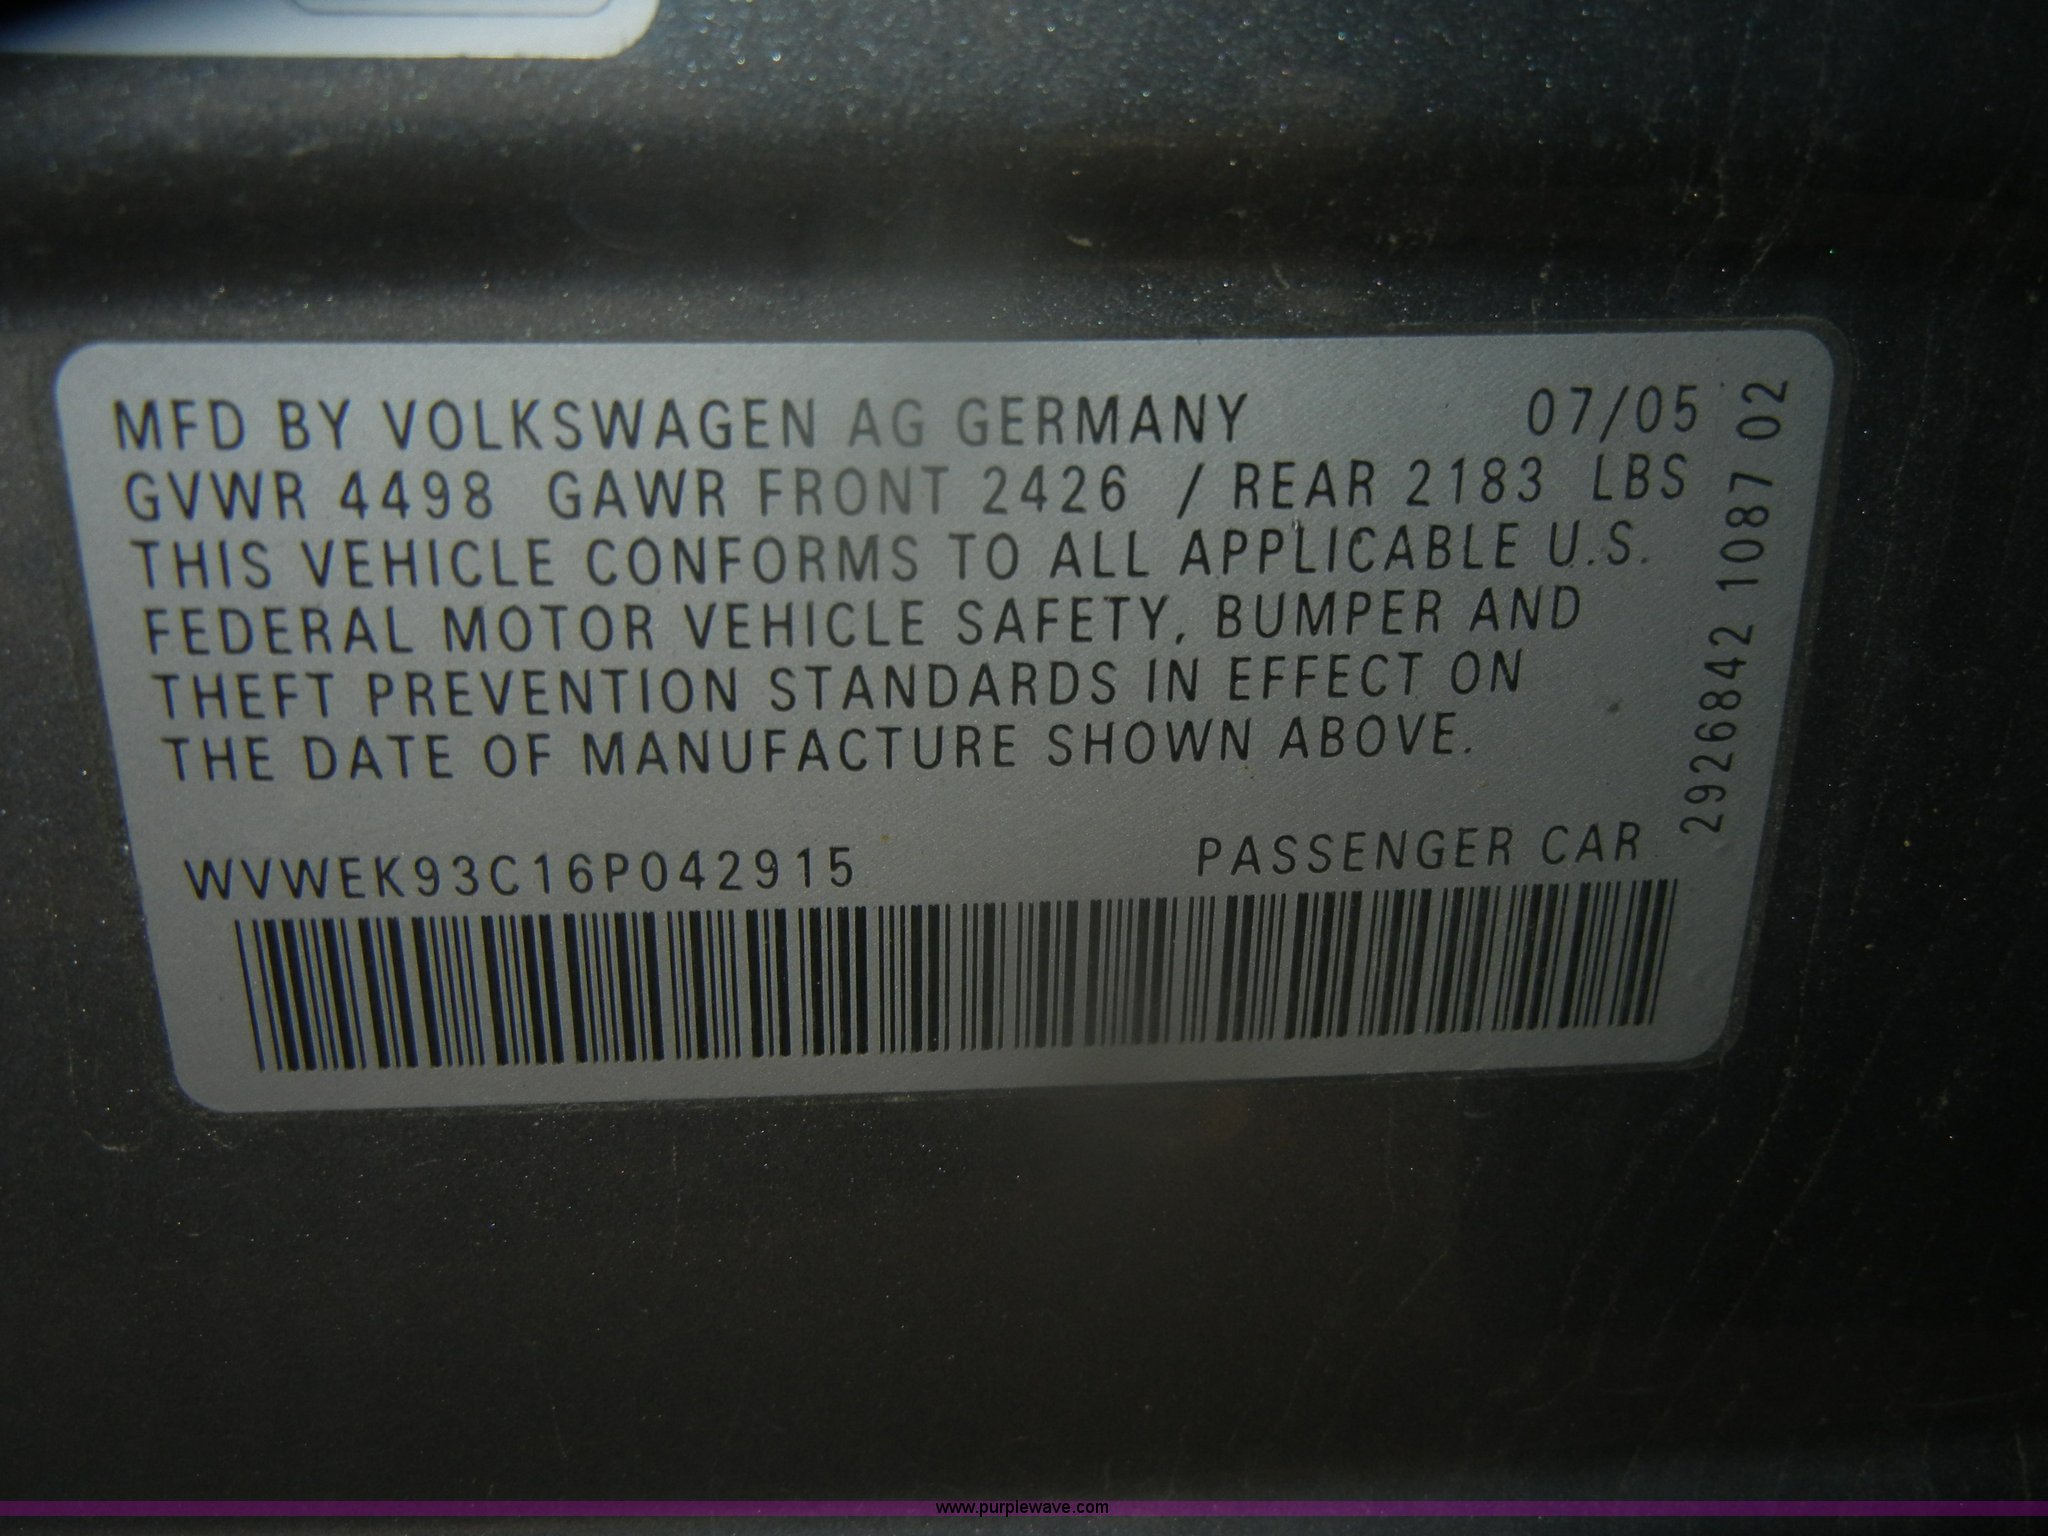 MFD BY VOLKSWAGEN AG GERMANY 07/05
GVWR 4498 GAWR FRONT 2426 / REAR 2183 LBS
THIS VEHICLE CONFORMS TO ALL APPLICABLE U.S.
FEDERAL MOTOR VEHICLE SAFETY, BUMPER AND
THEFT PREVENTION STANDARDS IN EFFECT ON
THE DATE OF MANUFACTURE SHOWN ABOVE.
WVWEK93C16P042915 PASSENGER CAR
2926842 1087 02
www.purplewave.com